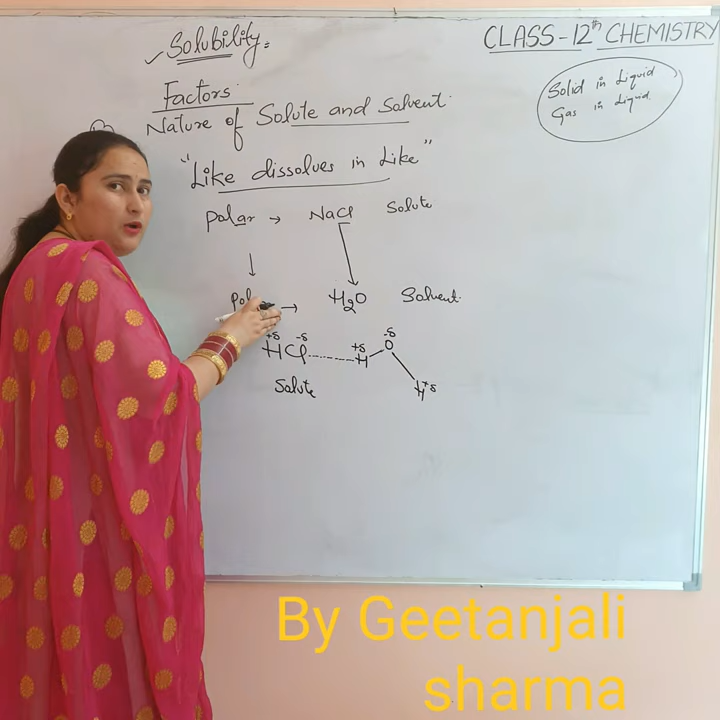 Solubility
CLASS-12th CHEMISTRY
Solid in Liquid
Gas in Liquid
Factors
Nature of Solute and Solvent
"Like dissolves in Like"
Polar → NaCl Solute
↓
→ H2O Solvent
+δ -δ +δ -δ
HCl H O
H +δ
Solute
By Geetanjali
sharma